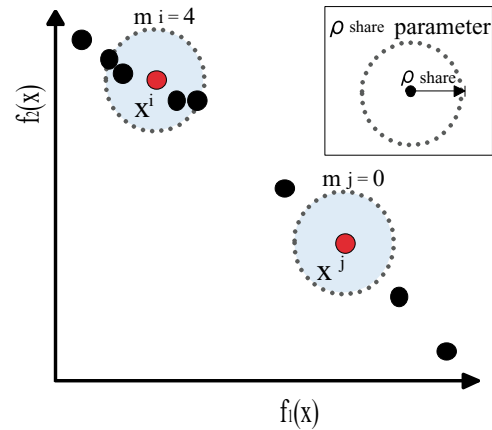 m i = 4
ρ share parameter
ρ share
x i
f2(x)
m j = 0
x j
f1(x)